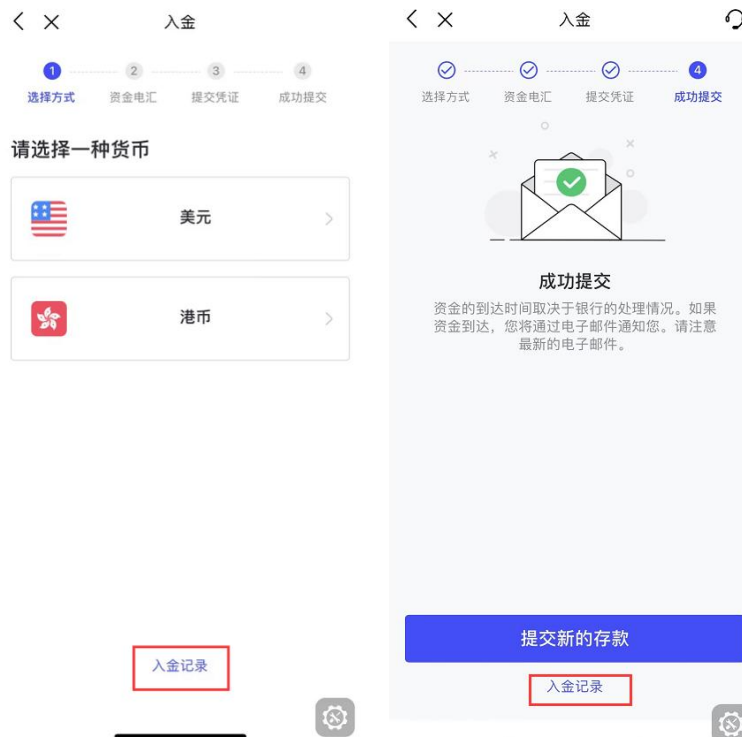 入金
1
2
3
4
选择方式
资金电汇
提交凭证
成功提交
请选择一种货币
美元
港币
入金记录
入金
4
选择方式
资金电汇
提交凭证
成功提交
成功提交
资金的到达时间取决于银行的处理情况。如果
资金到达，您将通过电子邮件通知您。请注意
最新的电子邮件。
提交新的存款
入金记录